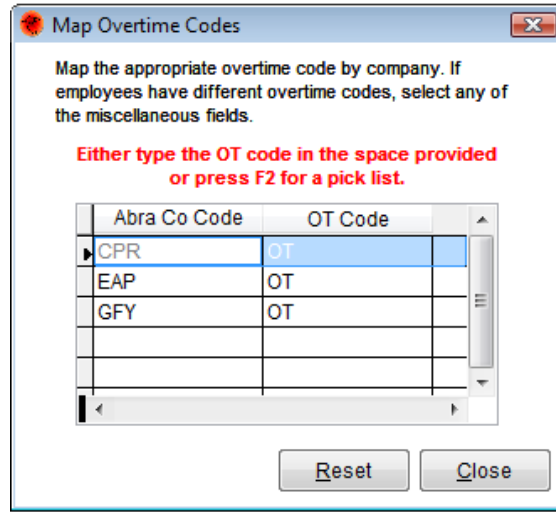 Map Overtime Codes
Map the appropriate overtime code by company. If
employees have different overtime codes, select any of
the miscellaneous fields.
Either type the OT code in the space provided
or press F2 for a pick list.
Abra Co Code OT Code
CPR OT
EAP OT
GFY OT
Reset Close